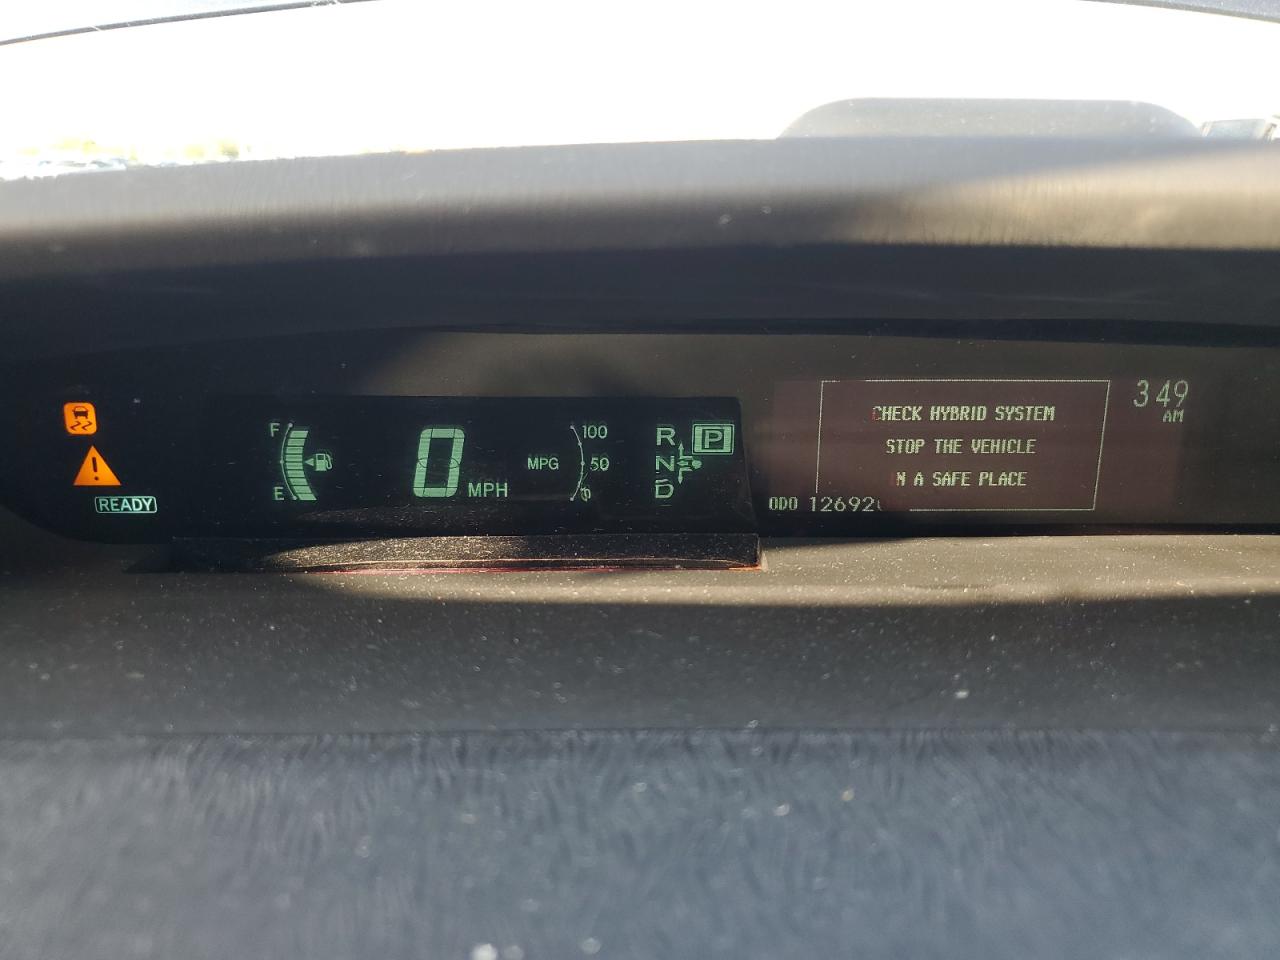 READY
F
E
0
MPH
MPG
100
50
0
R
N
D
P
CHECK HYBRID SYSTEM
STOP THE VEHICLE
N A SAFE PLACE
ODO
3 49
AM